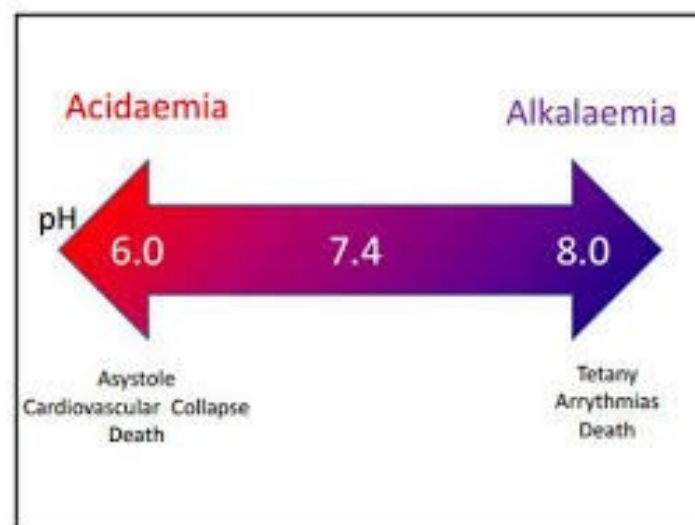 Acidaemia
Alkalaemia
pH
6.0
7.4
8.0
Asystole
Cardiovascular Collapse
Death
Tetany
Arrythmias
Death